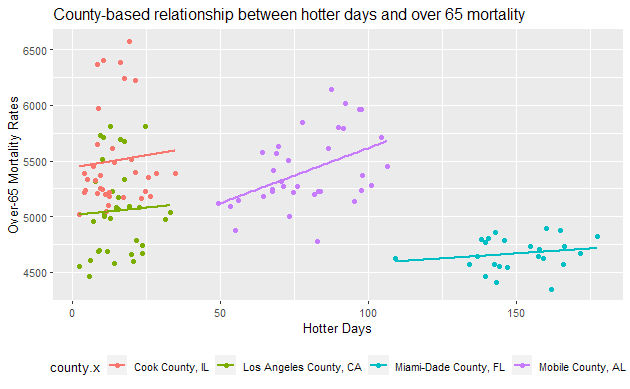 County-based relationship between hotter days and over 65 mortality
Over-65 Mortality Rates
6500
6000
5500
5000
4500
0
50
100
150
Hotter Days
county.x
Cook County, IL
Los Angeles County, CA
Miami-Dade County, FL
Mobile County, AL